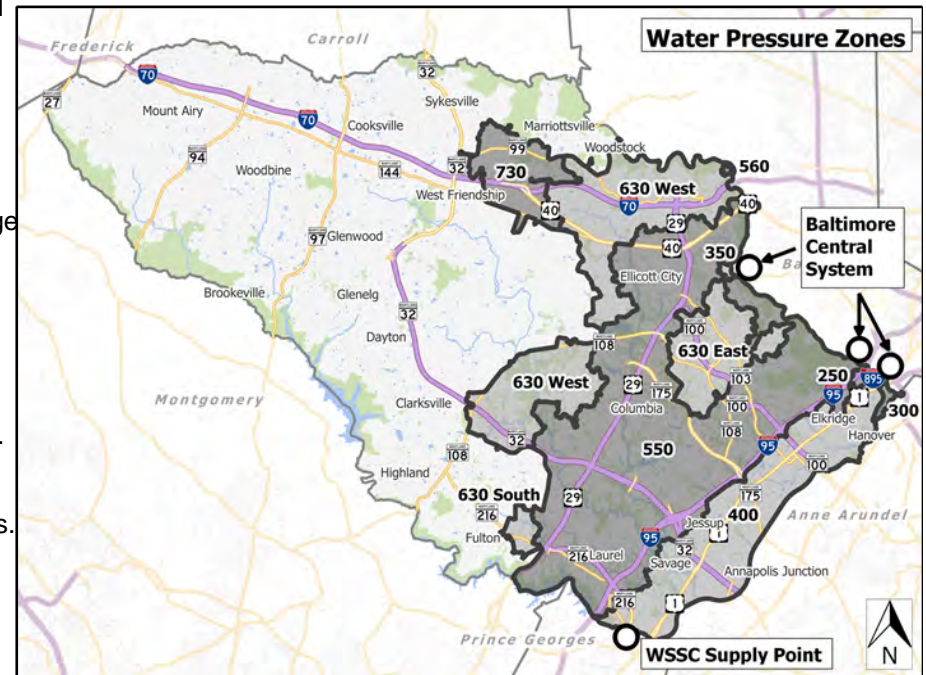 Water Pressure Zones
Frederick
Carroll
70
27
Mount Airy
32
Sykesville
70
Cooksville
Marriottsville
99
Woodstock
94
Woodbine
144
32
730
560
West Friendship
630 West
70
40
29
40
ge
97
Glenwood
40
350
Baltimore
Central
System
Ba
Ellicott City
Brookeville
Glenelg
32
Dayton
108
100
630 East
Montgomery
630 West
29
175
103
250
895
95
1
300
Clarksville
Columbia
100
Elkridge
Hanover
108
32
108
95
100
550
Highland
630 South
29
175
400
Anne Arundel
216
Jessup
1
s.
Fulton
95
216
Laurel
32
Savage
Annapolis Junction
216
1
Prince Georges
WSSC Supply Point
N